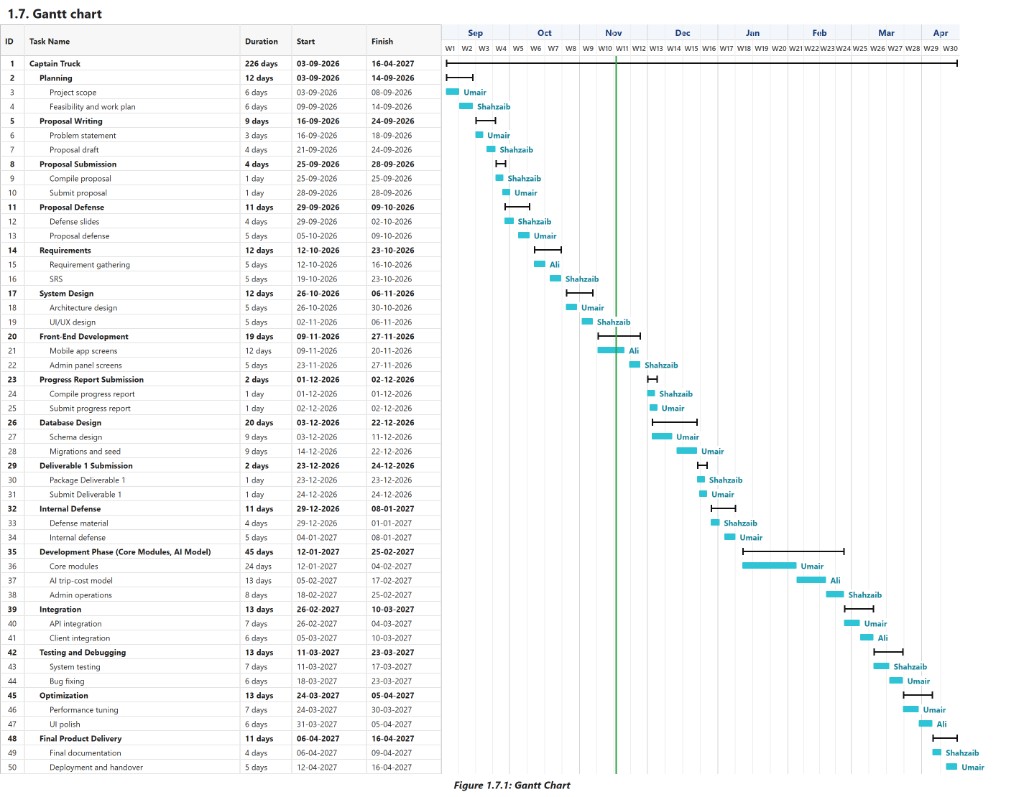 1.7. Gantt chart
ID Task Name Duration Start Finish Sep Oct Nov Dec Jan Feb Mar Apr
W1 W2 W3 W4 W5 W6 W7 W8 W9 W10 W11 W12 W13 W14 W15 W16 W17 W18 W19 W20 W21 W22 W23 W24 W25 W26 W27 W28 W29 W30
1 Captain Truck 226 days 03-09-2026 16-04-2027
2 Planning 12 days 03-09-2026 14-09-2026
3 Project scope 6 days 03-09-2026 08-09-2026 Umair
4 Feasibility and work plan 6 days 09-09-2026 14-09-2026 Shahzaib
5 Proposal Writing 9 days 16-09-2026 24-09-2026
6 Problem statement 3 days 16-09-2026 18-09-2026 Umair
7 Proposal draft 4 days 21-09-2026 24-09-2026 Shahzaib
8 Proposal Submission 4 days 25-09-2026 28-09-2026
9 Compile proposal 1 day 25-09-2026 25-09-2026 Shahzaib
10 Submit proposal 1 day 28-09-2026 28-09-2026 Umair
11 Proposal Defense 11 days 29-09-2026 09-10-2026
12 Defense slides 4 days 29-09-2026 02-10-2026 Shahzaib
13 Proposal defense 5 days 05-10-2026 09-10-2026 Umair
14 Requirements 12 days 12-10-2026 23-10-2026
15 Requirement gathering 5 days 12-10-2026 16-10-2026 Ali
16 SRS 5 days 19-10-2026 23-10-2026 Shahzaib
17 System Design 12 days 26-10-2026 06-11-2026
18 Architecture design 5 days 26-10-2026 30-10-2026 Umair
19 UI/UX design 5 days 02-11-2026 06-11-2026 Shahzaib
20 Front-End Development 19 days 09-11-2026 27-11-2026
21 Mobile app screens 12 days 09-11-2026 20-11-2026 Ali
22 Admin panel screens 5 days 23-11-2026 27-11-2026 Shahzaib
23 Progress Report Submission 2 days 01-12-2026 02-12-2026
24 Compile progress report 1 day 01-12-2026 01-12-2026 Shahzaib
25 Submit progress report 1 day 02-12-2026 02-12-2026 Umair
26 Database Design 20 days 03-12-2026 22-12-2026
27 Schema design 9 days 03-12-2026 11-12-2026 Umair
28 Migrations and seed 9 days 14-12-2026 22-12-2026 Umair
29 Deliverable 1 Submission 2 days 23-12-2026 24-12-2026
30 Package Deliverable 1 1 day 23-12-2026 23-12-2026 Shahzaib
31 Submit Deliverable 1 1 day 24-12-2026 24-12-2026 Umair
32 Internal Defense 11 days 29-12-2026 08-01-2027
33 Defense material 4 days 29-12-2026 01-01-2027 Shahzaib
34 Internal defense 5 days 04-01-2027 08-01-2027 Umair
35 Development Phase (Core Modules, AI Model) 45 days 12-01-2027 25-02-2027
36 Core modules 24 days 12-01-2027 04-02-2027 Umair
37 AI trip-cost model 13 days 05-02-2027 17-02-2027 Ali
38 Admin operations 8 days 18-02-2027 25-02-2027 Shahzaib
39 Integration 13 days 26-02-2027 10-03-2027
40 API integration 7 days 26-02-2027 04-03-2027 Umair
41 Client integration 6 days 05-03-2027 10-03-2027 Ali
42 Testing and Debugging 13 days 11-03-2027 23-03-2027
43 System testing 7 days 11-03-2027 17-03-2027 Shahzaib
44 Bug fixing 6 days 18-03-2027 23-03-2027 Umair
45 Optimization 13 days 24-03-2027 05-04-2027
46 Performance tuning 7 days 24-03-2027 30-03-2027 Umair
47 UI polish 6 days 31-03-2027 05-04-2027 Ali
48 Final Product Delivery 11 days 06-04-2027 16-04-2027
49 Final documentation 4 days 06-04-2027 09-04-2027 Shahzaib
50 Deployment and handover 5 days 12-04-2027 16-04-2027 Umair
Figure 1.7.1: Gantt Chart